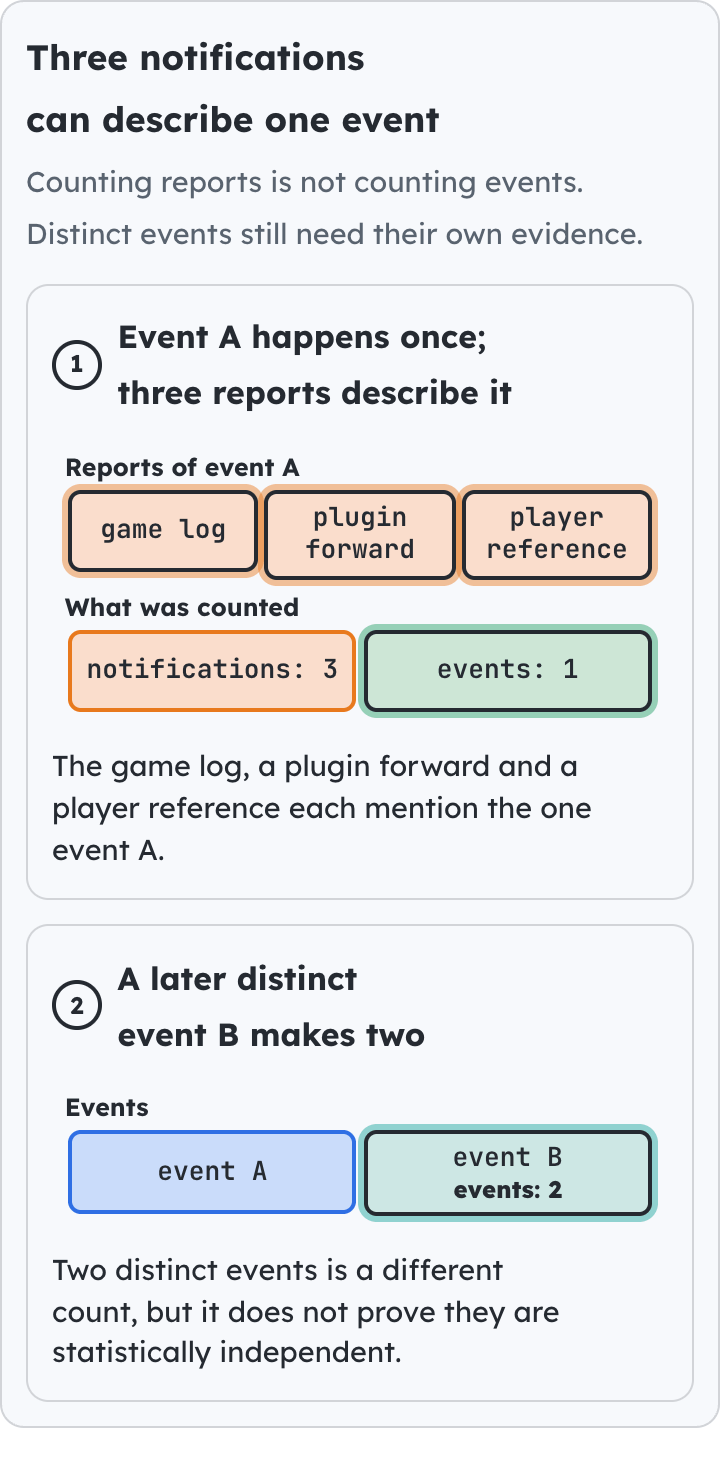 Three notifications
can describe one event
Counting reports is not counting events.
Distinct events still need their own evidence.
1
Event A happens once;
three reports describe it
Reports of event A
game log
plugin
forward
player
reference
What was counted
notifications: 3
events: 1
The game log, a plugin forward and a
player reference each mention the one
event A.
2
A later distinct
event B makes two
Events
event A
event B
events: 2
Two distinct events is a different
count, but it does not prove they are
statistically independent.